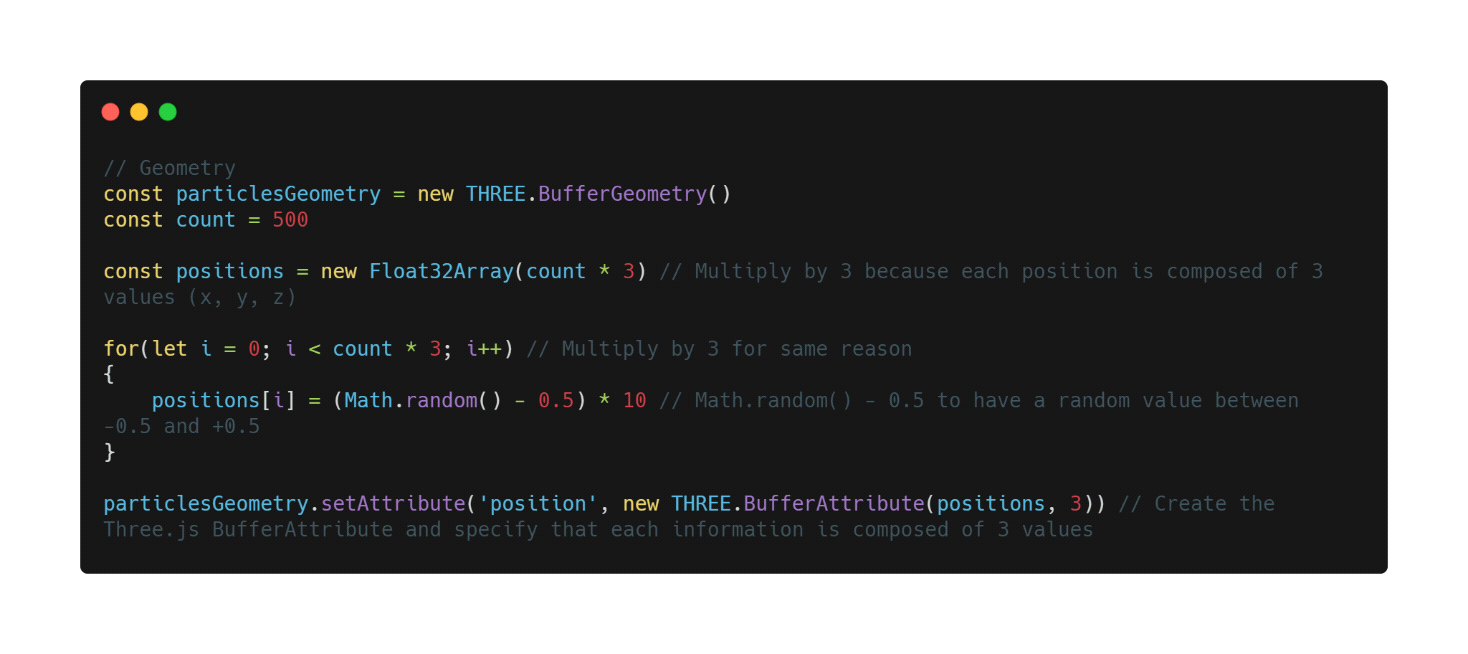 // Geometry
const particlesGeometry = new THREE.BufferGeometry()
const count = 500

const positions = new Float32Array(count * 3) // Multiply by 3 because each position is composed of 3
values (x, y, z)

for(let i = 0; i < count * 3; i++) // Multiply by 3 for same reason
{
    positions[i] = (Math.random() - 0.5) * 10 // Math.random() - 0.5 to have a random value between
-0.5 and +0.5
}

particlesGeometry.setAttribute('position', new THREE.BufferAttribute(positions, 3)) // Create the
Three.js BufferAttribute and specify that each information is composed of 3 values